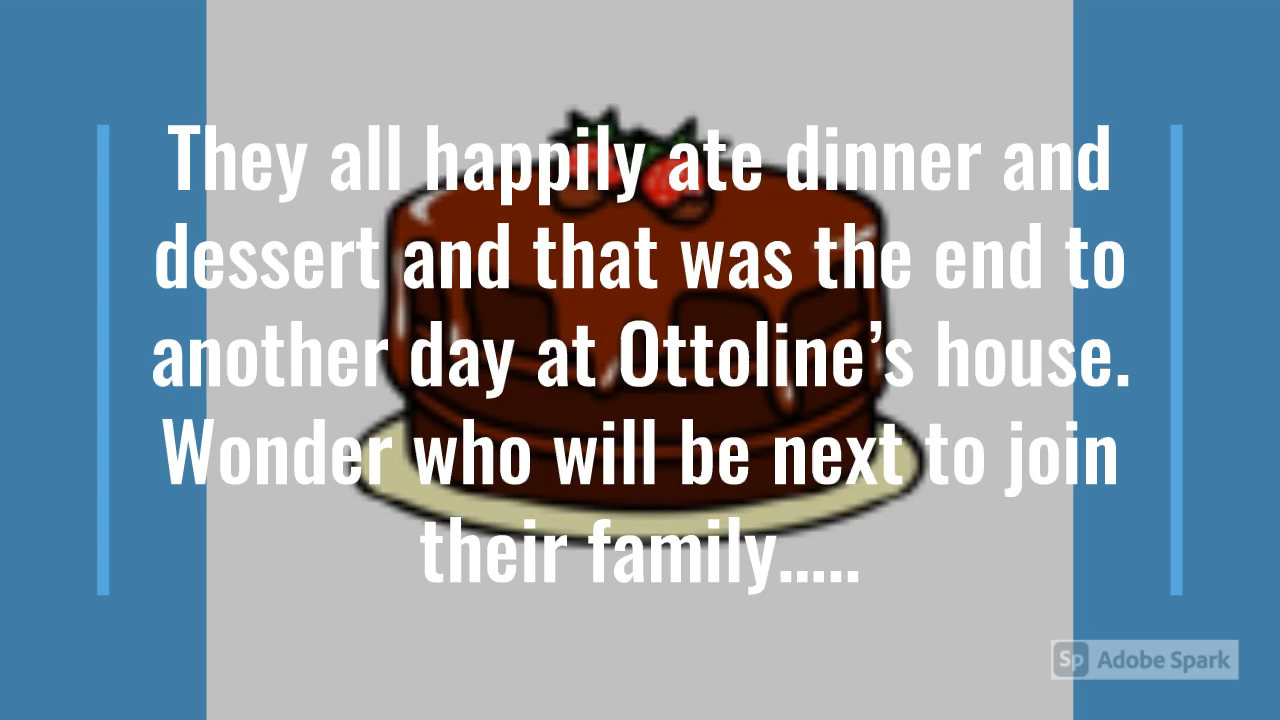 They all happily ate dinner and
dessert and that was the end to
another day at Ottoline’s house.
Wonder who will be next to join
their family.....
Sp Adobe Spark